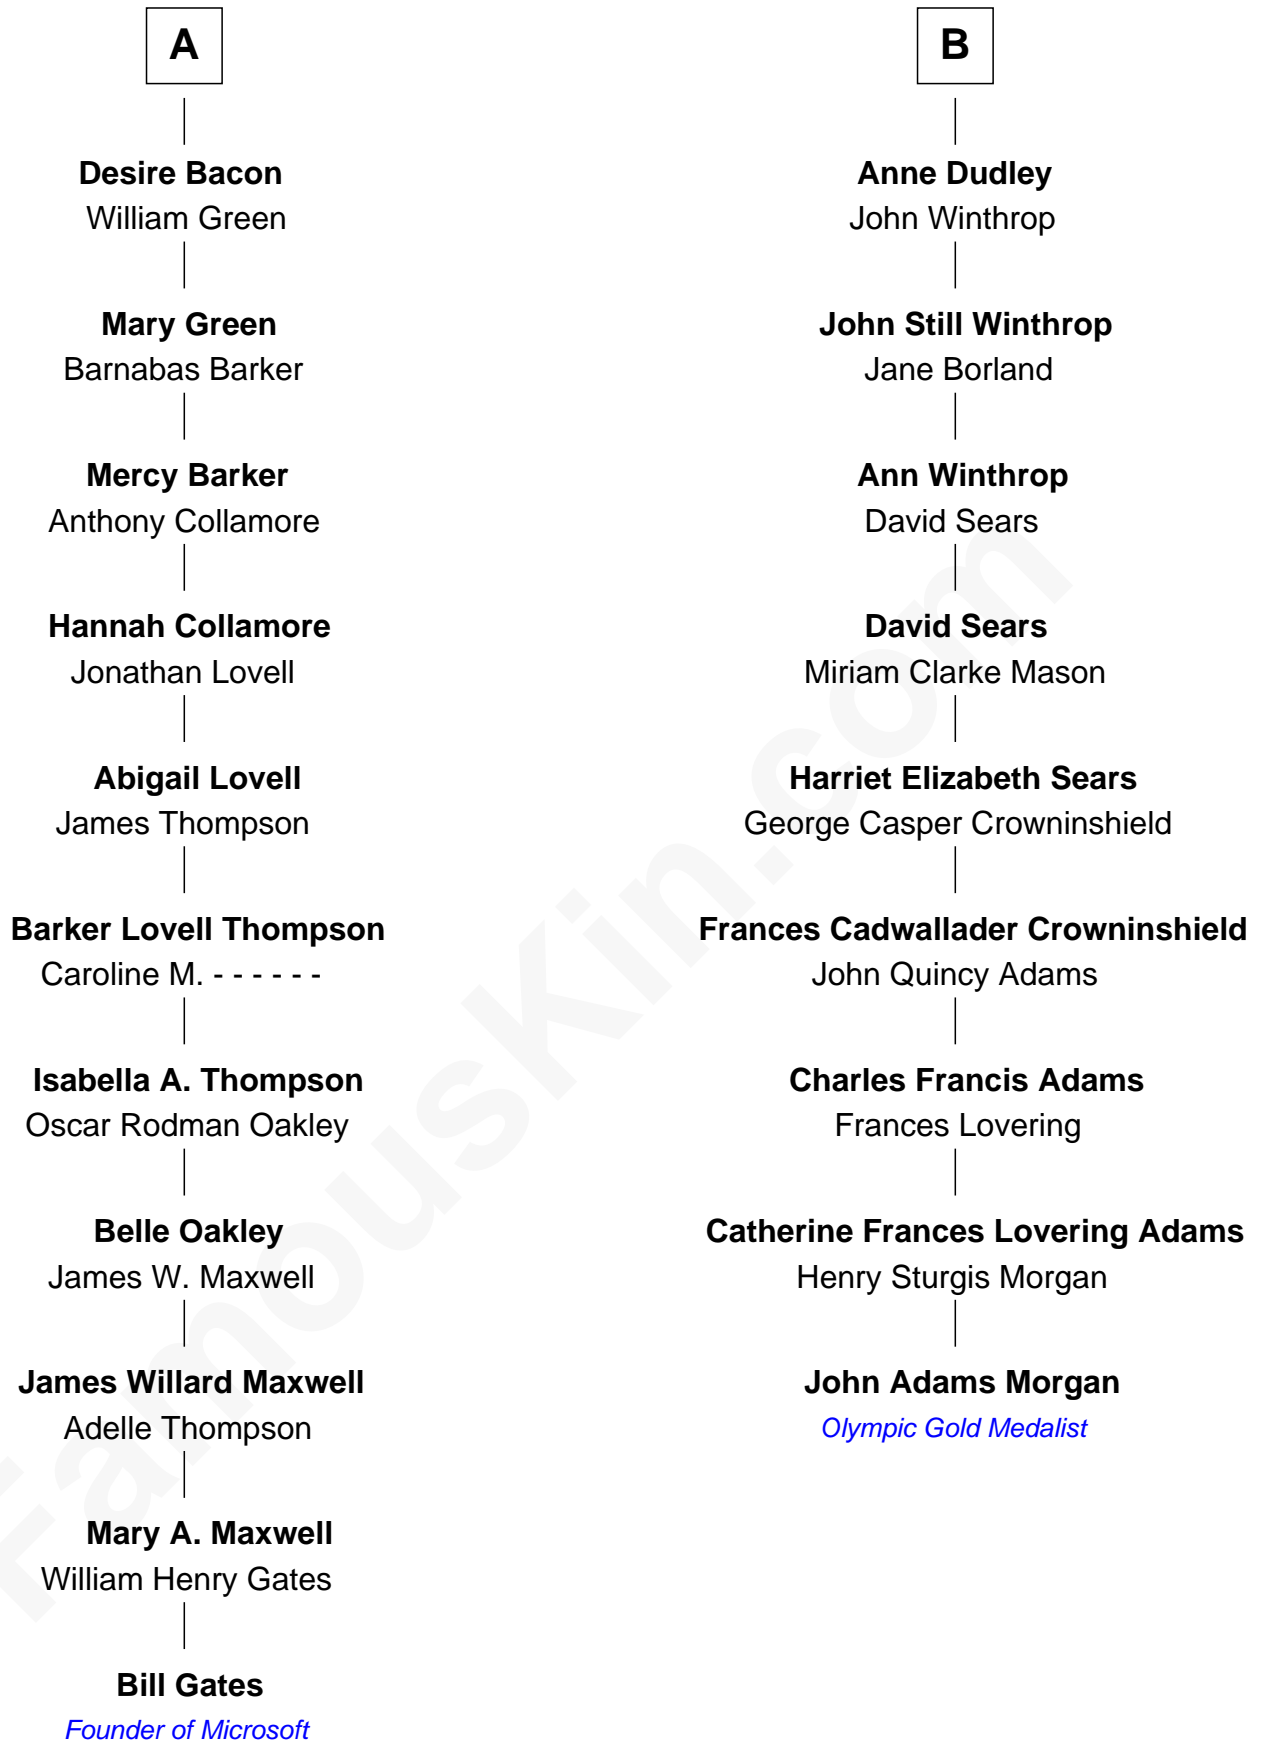 A
Desire Bacon
William Green
Mary Green
Barnabas Barker
Mercy Barker
Anthony Collamore
Hannah Collamore
Jonathan Lovell
Abigail Lovell
James Thompson
Barker Lovell Thompson
Caroline M. - - - - - -
Isabella A. Thompson
Oscar Rodman Oakley
Belle Oakley
James W. Maxwell
James Willard Maxwell
Adelle Thompson
Mary A. Maxwell
William Henry Gates
Bill Gates
Founder of Microsoft
B
Anne Dudley
John Winthrop
John Still Winthrop
Jane Borland
Ann Winthrop
David Sears
David Sears
Miriam Clarke Mason
Harriet Elizabeth Sears
George Casper Crowninshield
Frances Cadwallader Crowninshield
John Quincy Adams
Charles Francis Adams
Frances Lovering
Catherine Frances Lovering Adams
Henry Sturgis Morgan
John Adams Morgan
Olympic Gold Medalist
FamousKin.com